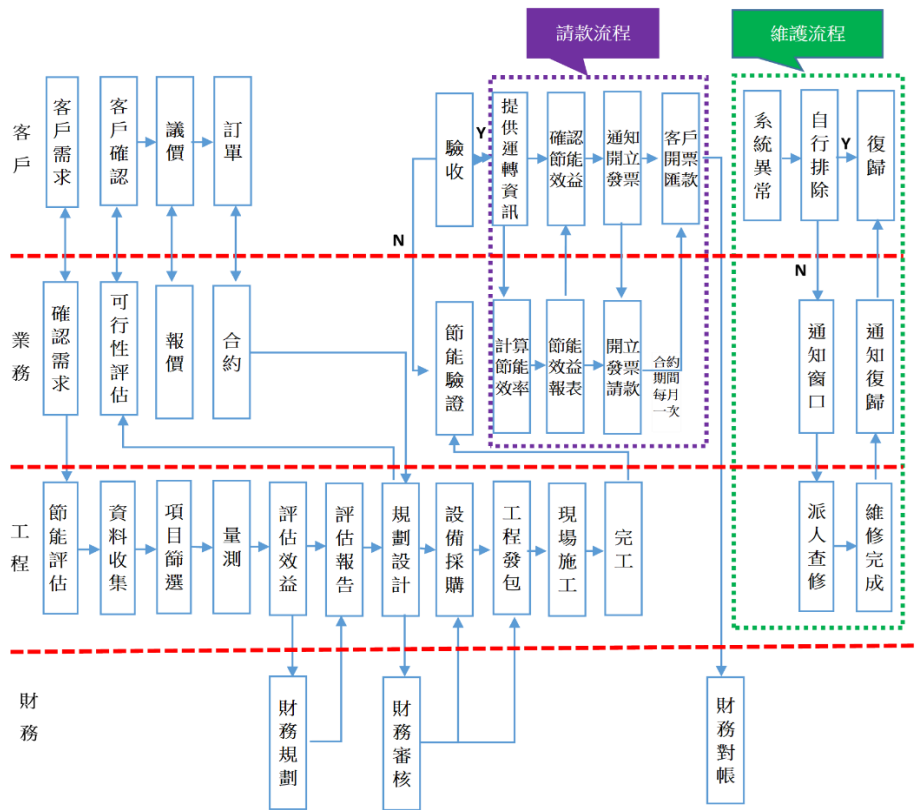 請款流程
維護流程
客戶
客戶需求
客戶確認
議價
訂單
驗收
Y
提供運轉資訊
確認節能效益
通知開立發票
客戶開票匯款
系統異常
自行排除
Y
復歸
N
N
業務
確認需求
可行性評估
報價
合約
節能驗證
計算節能效率
節能效益報表
開立發票請款
合約
期間
每月
一次
通知窗口
通知復歸
工程
節能評估
資料收集
項目篩選
量測
評估效益
評估報告
規劃設計
設備採購
工程發包
現場施工
完工
派人查修
維修完成
財務
財務規劃
財務審核
財務對帳